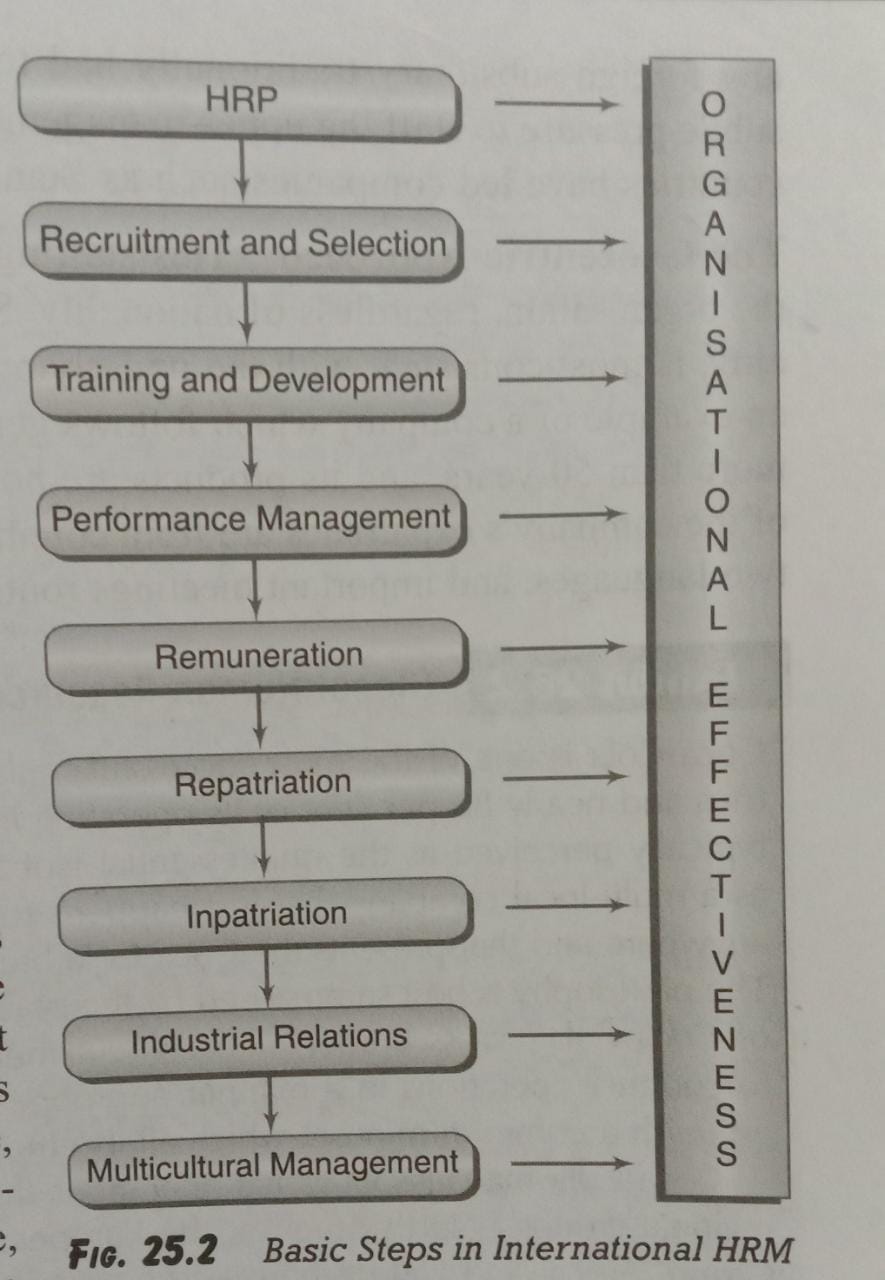 HRP
Recruitment and Selection
Training and Development
Performance Management
Remuneration
Repatriation
Inpatriation
Industrial Relations
Multicultural Management
ORGANISATIONAL EFFECTIVENESS
FIG. 25.2 Basic Steps in International HRM